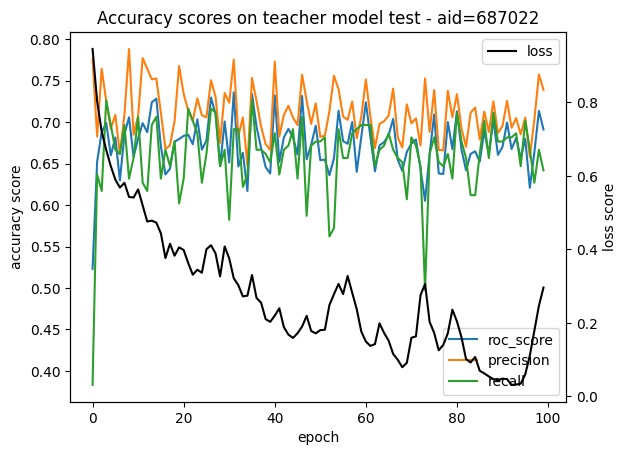 Accuracy scores on teacher model test - aid=687022
loss
0.80
0.75
0.70
0.65
0.60
0.55
0.50
0.45
0.40
accuracy score
0.8
0.6
0.4
0.2
0.0
loss score
roc_score
precision
recall
0
20
40
60
80
100
epoch